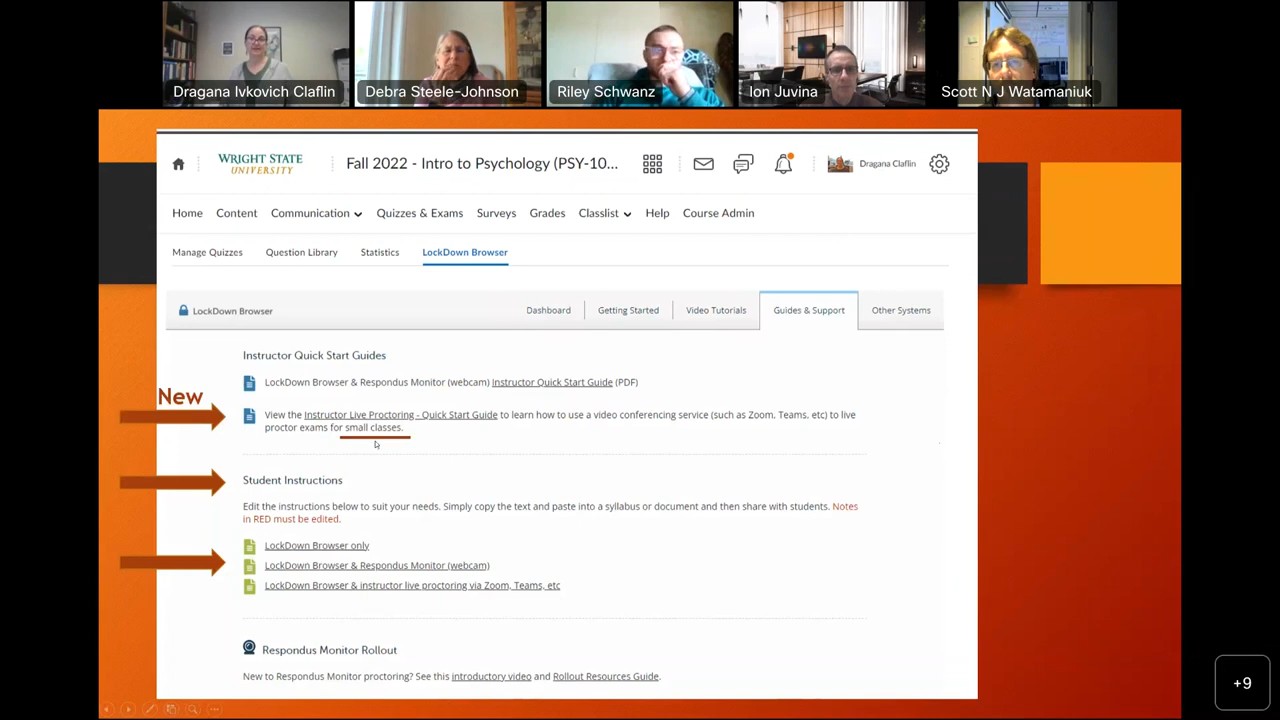 Dragana Ivkovich Claflin
Debra Steele-Johnson
Riley Schwanz
Ion Juvina
Scott N J Watamaniuk
WRIGHT STATE
UNIVERSITY
Fall 2022 - Intro to Psychology (PSY-10...
Dragana Claflin
Home Content Communication Quizzes & Exams Surveys Grades Classlist Help Course Admin
Manage Quizzes Question Library Statistics LockDown Browser
LockDown Browser Dashboard Getting Started Video Tutorials Guides & Support Other Systems
Instructor Quick Start Guides
LockDown Browser & Respondus Monitor (webcam) Instructor Quick Start Guide (PDF)
New
View the Instructor Live Proctoring - Quick Start Guide to learn how to use a video conferencing service (such as Zoom, Teams, etc) to live
proctor exams for small classes.
Student Instructions
Edit the instructions below to suit your needs. Simply copy the text and paste into a syllabus or document and then share with students. Notes
in RED must be edited.
LockDown Browser only
LockDown Browser & Respondus Monitor (webcam)
LockDown Browser & instructor live proctoring via Zoom, Teams, etc
Respondus Monitor Rollout
New to Respondus Monitor proctoring? See this introductory video and Rollout Resources Guide.
+9